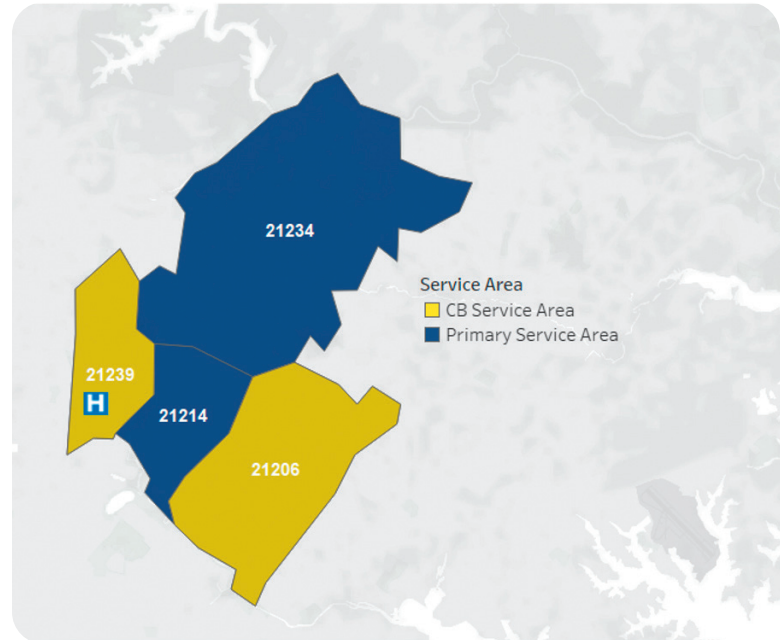 21234
Service Area
CB Service Area
Primary Service Area
21239
H
21214
21206